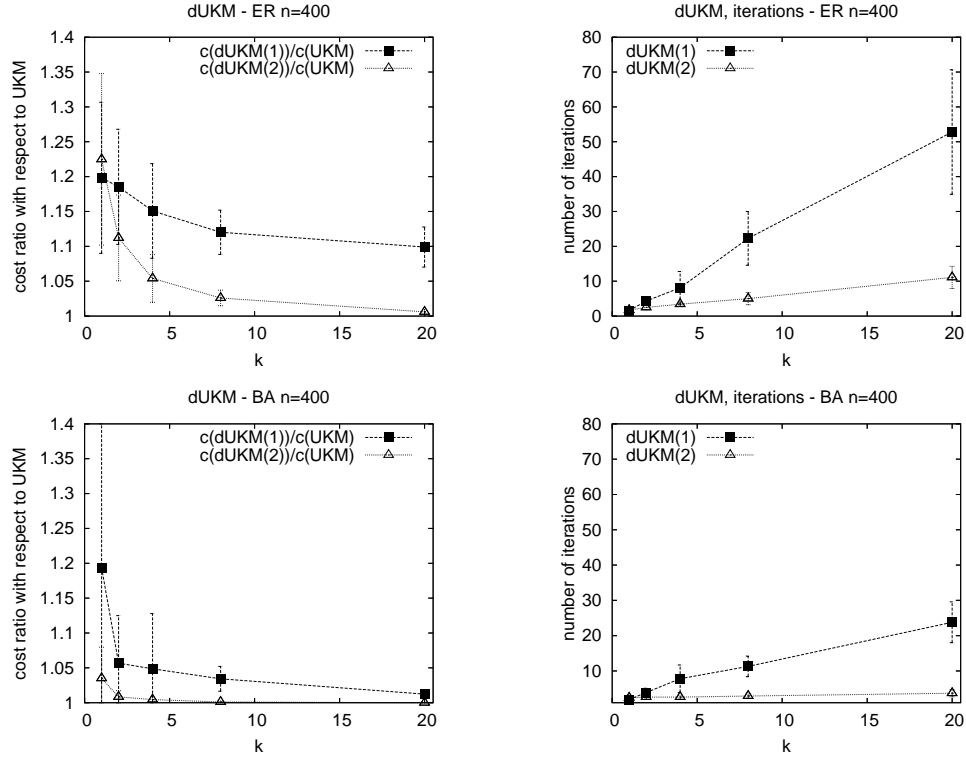 dUKM - ER n=400
cost ratio with respect to UKM
1.4
1.35
1.3
1.25
1.2
1.15
1.1
1.05
1
c(dUKM(1))/c(UKM)
c(dUKM(2))/c(UKM)
0 5 10 15 20
k
dUKM, iterations - ER n=400
number of iterations
80
70
60
50
40
30
20
10
0
dUKM(1)
dUKM(2)
0 5 10 15 20
k
dUKM - BA n=400
cost ratio with respect to UKM
1.4
1.35
1.3
1.25
1.2
1.15
1.1
1.05
1
c(dUKM(1))/c(UKM)
c(dUKM(2))/c(UKM)
0 5 10 15 20
k
dUKM, iterations - BA n=400
number of iterations
80
70
60
50
40
30
20
10
dUKM(1)
dUKM(2)
0 5 10 15 20
k